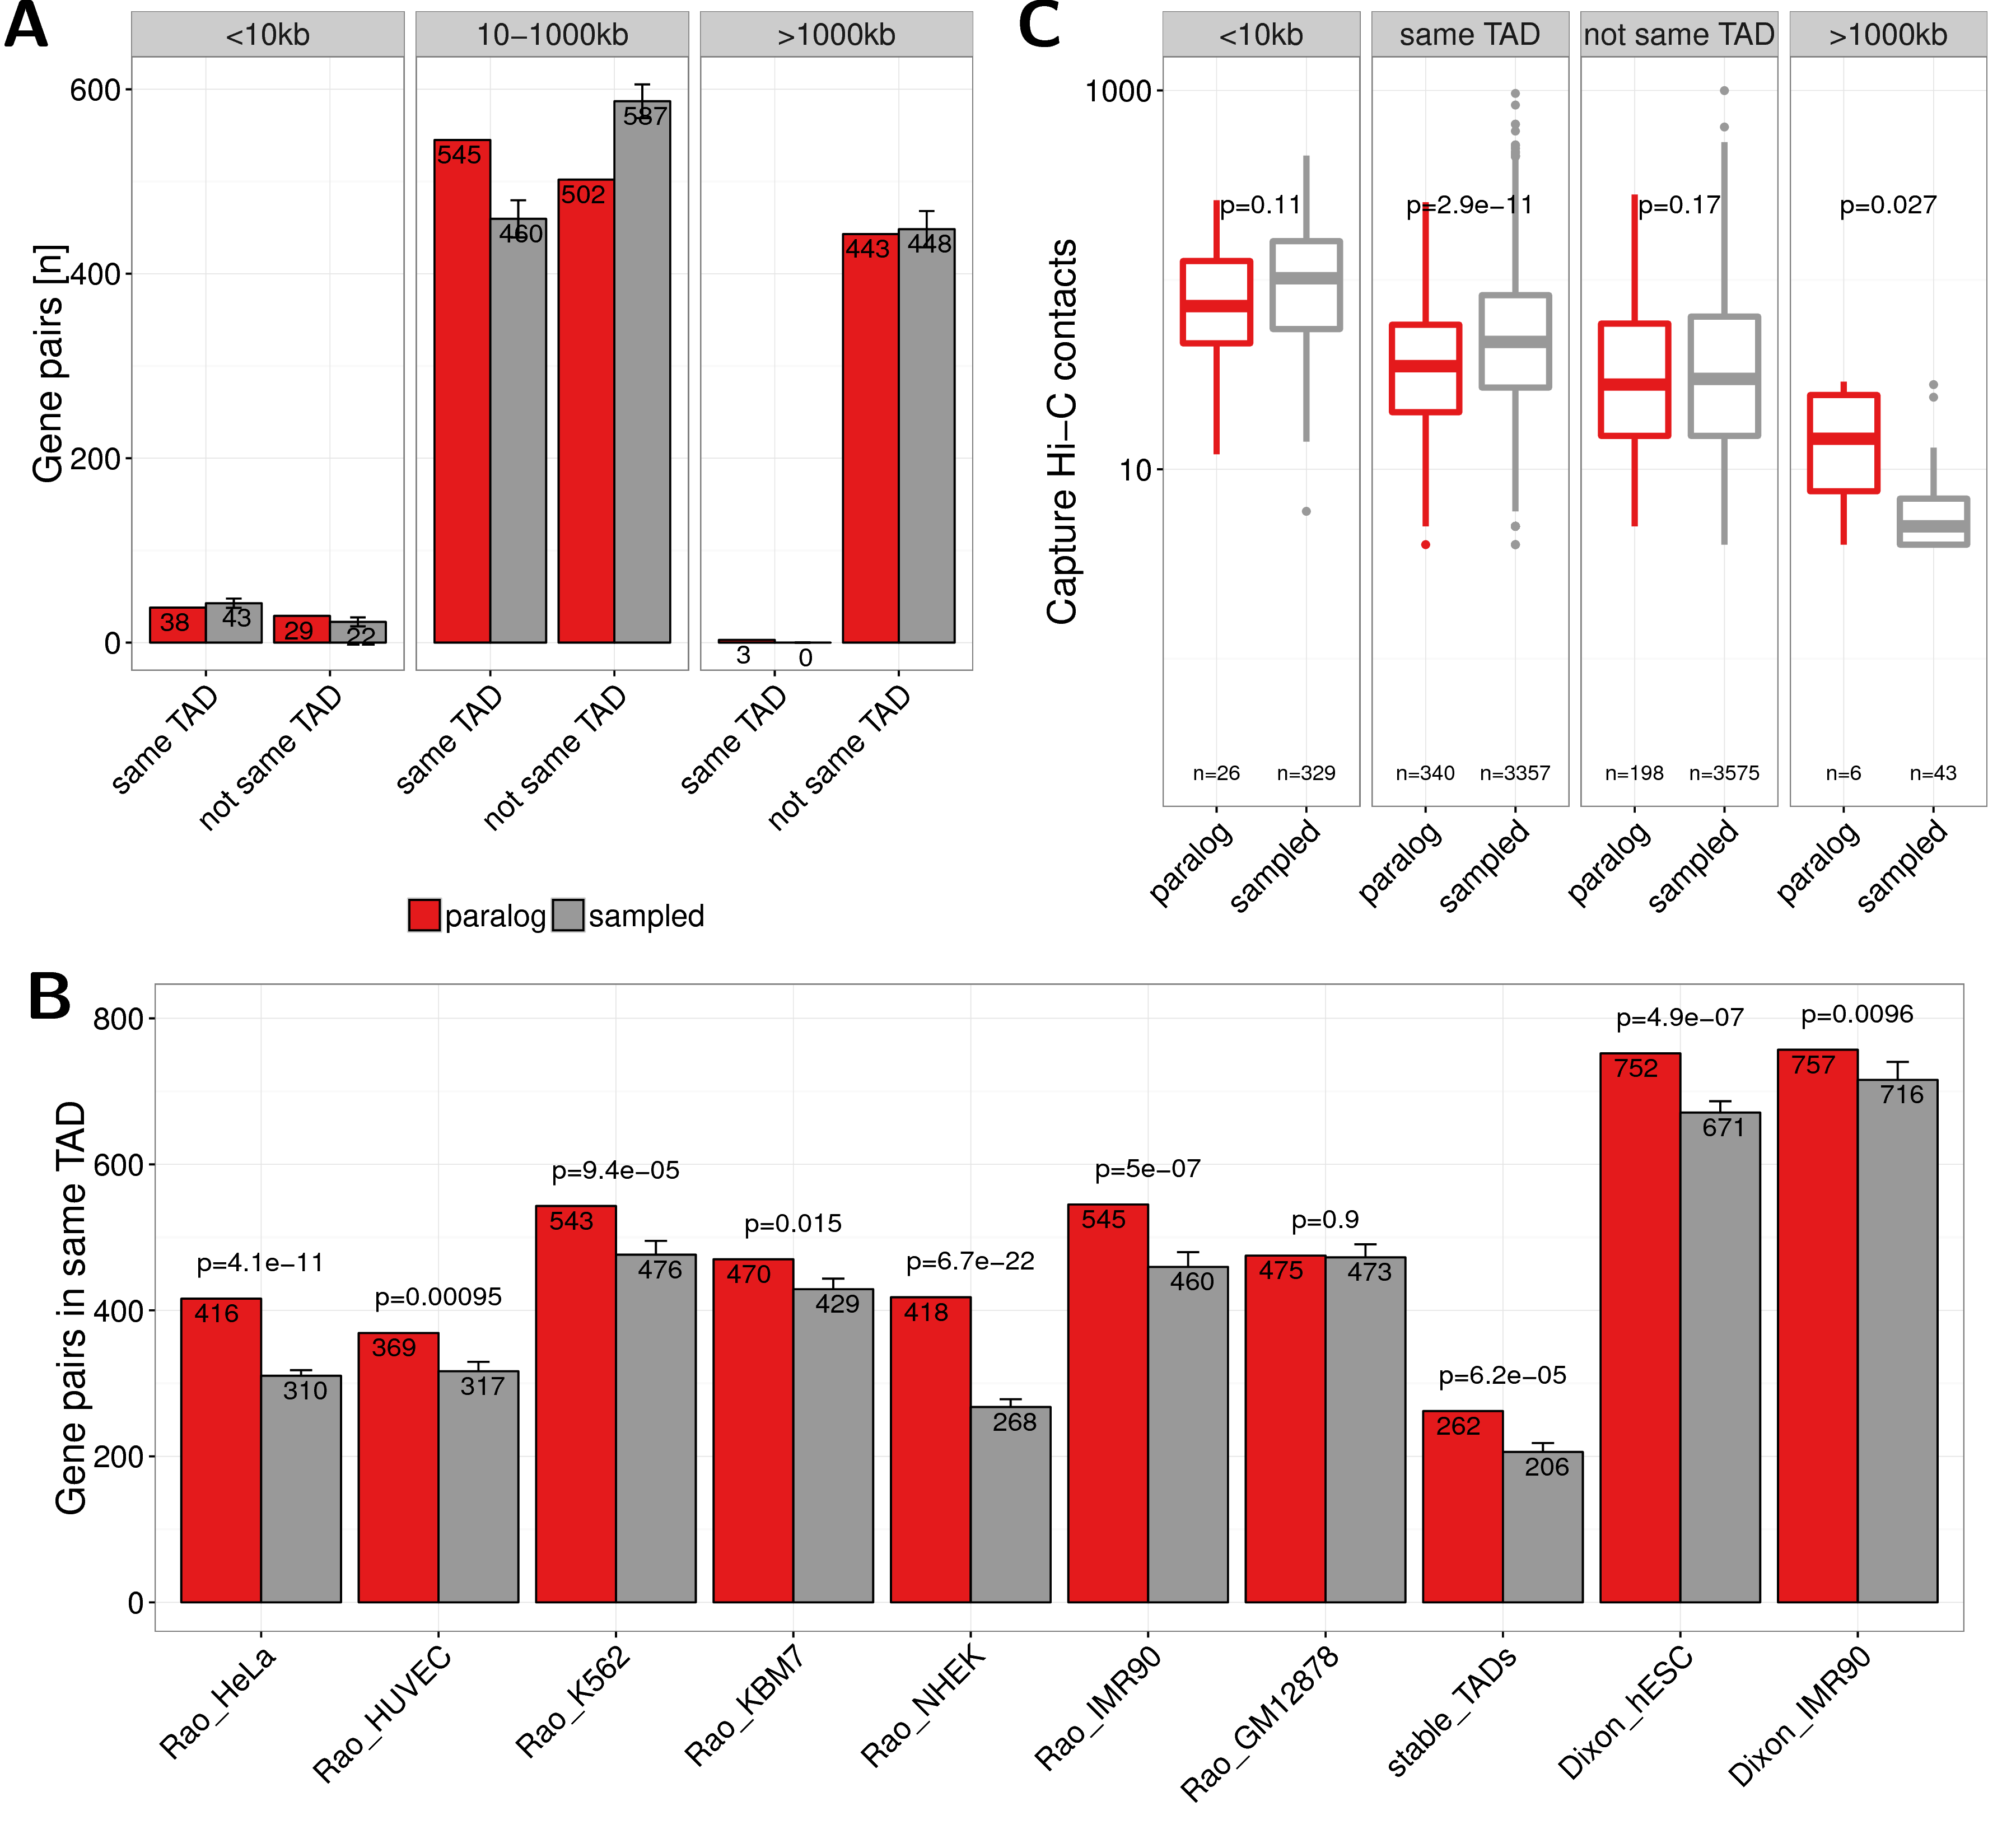 A
<10kb
10−1000kb
>1000kb
Gene pairs [n]
600
400
200
0
38
43
29
22
545
460
502
587
3
0
443
448
same TAD
not same TAD
same TAD
not same TAD
same TAD
not same TAD
paralog
sampled
C
<10kb
same TAD
not same TAD
>1000kb
Capture Hi−C contacts
1000
10
p=0.11
p=2.9e−11
p=0.17
p=0.027
n=26
n=329
n=340
n=3357
n=198
n=3575
n=6
n=43
paralog
sampled
paralog
sampled
paralog
sampled
paralog
sampled
B
Gene pairs in same TAD
800
600
400
200
0
p=4.1e−11
416
310
p=0.00095
369
317
p=9.4e−05
543
476
p=0.015
470
429
p=6.7e−22
418
268
p=5e−07
545
460
p=0.9
475
473
p=6.2e−05
262
206
p=4.9e−07
752
671
p=0.0096
757
716
Rao_HeLa
Rao_HUVEC
Rao_K562
Rao_KBM7
Rao_NHEK
Rao_IMR90
Rao_GM12878
stable_TADs
Dixon_hESC
Dixon_IMR90